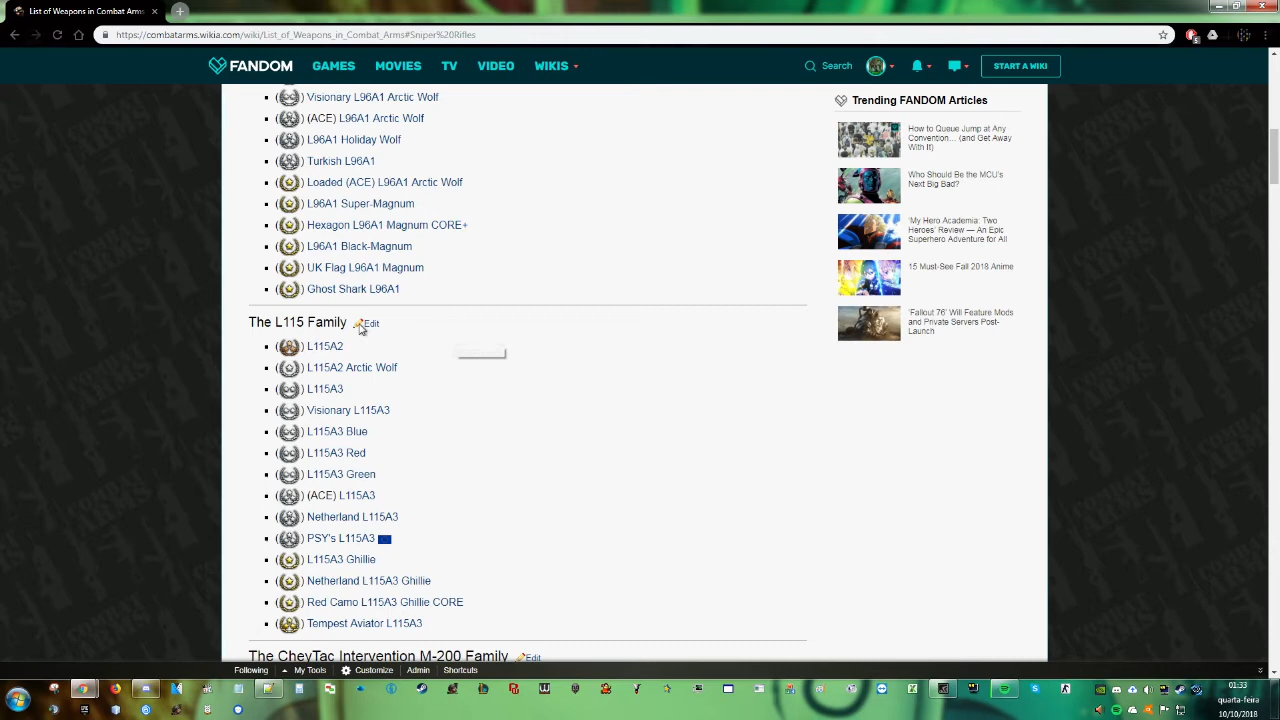 List of Weapons in Combat Arms
https://combatarms.wikia.com/wiki/List_of_Weapons_in_Combat_Arms#Sniper%20Rifles
5
FANDOM
GAMES
MOVIES
TV
VIDEO
WIKIS
Search
START A WIKI
Visionary L96A1 Arctic Wolf
(ACE) L96A1 Arctic Wolf
L96A1 Holiday Wolf
Turkish L96A1
Loaded (ACE) L96A1 Arctic Wolf
L96A1 Super-Magnum
Hexagon L96A1 Magnum CORE+
L96A1 Black-Magnum
UK Flag L96A1 Magnum
Ghost Shark L96A1
The L115 Family Edit
L115A2
L115A2 Arctic Wolf
L115A3
Visionary L115A3
L115A3 Blue
L115A3 Red
L115A3 Green
(ACE) L115A3
Netherland L115A3
PSY's L115A3
L115A3 Ghillie
Netherland L115A3 Ghillie
Red Camo L115A3 Ghillie CORE
Tempest Aviator L115A3
The CheyTac Intervention M-200 Family Edit
Trending FANDOM Articles
How to Queue Jump at Any
Convention… (and Get Away
With It)
Who Should Be the MCU's
Next Big Bad?
'My Hero Academia: Two
Heroes' Review — An Epic
Superhero Adventure for All
15 Must-See Fall 2018 Anime
'Fallout 76' Will Feature Mods
and Private Servers Post-
Launch
Following
My Tools
Customize
Admin
Shortcuts
01:33
quarta-feira
10/10/2018